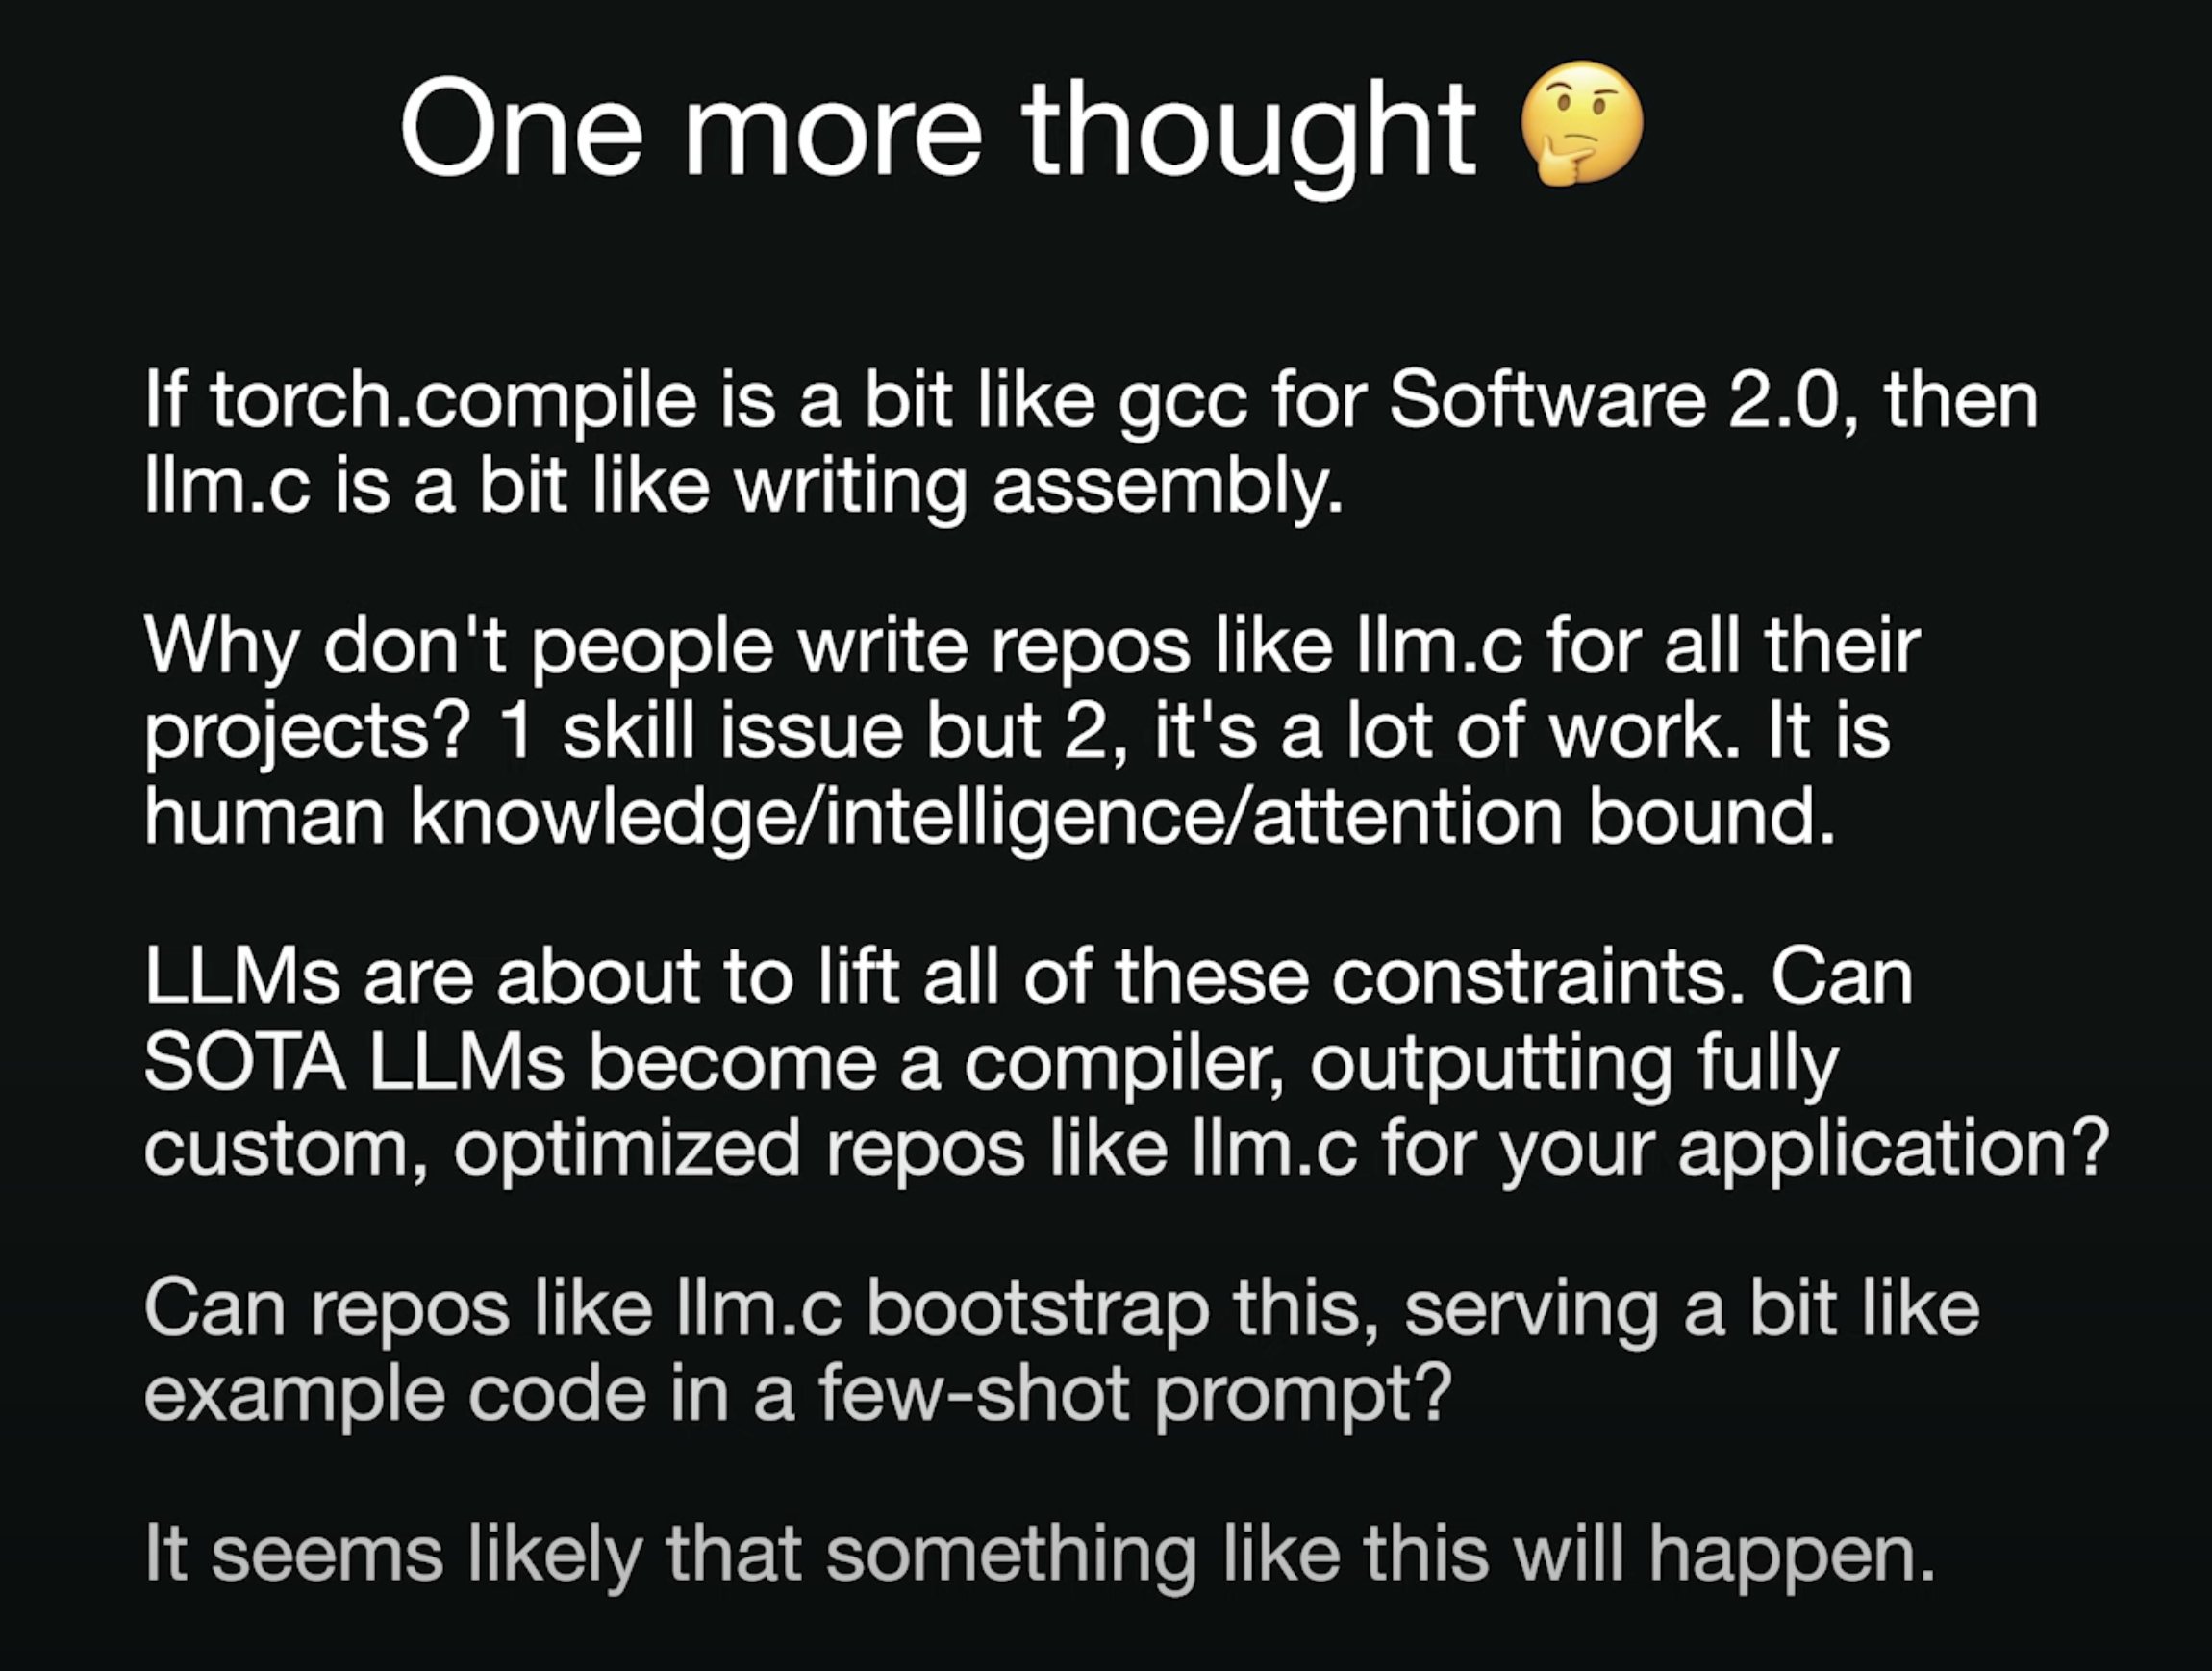 One more thought 🤔
If torch.compile is a bit like gcc for Software 2.0, then
llm.c is a bit like writing assembly.
Why don't people write repos like llm.c for all their
projects? 1 skill issue but 2, it's a lot of work. It is
human knowledge/intelligence/attention bound.
LLMs are about to lift all of these constraints. Can
SOTA LLMs become a compiler, outputting fully
custom, optimized repos like llm.c for your application?
Can repos like llm.c bootstrap this, serving a bit like
example code in a few-shot prompt?
It seems likely that something like this will happen.